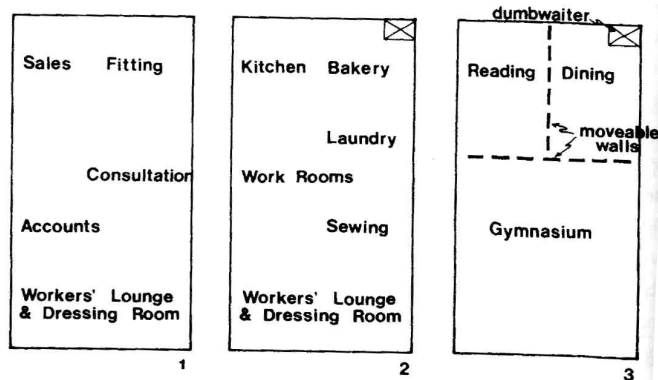 Sales Fitting
Consultation
Accounts
Workers' Lounge
& Dressing Room
1
Kitchen Bakery
Laundry
Work Rooms
Sewing
Workers' Lounge
& Dressing Room
2
dumbwaiter
Reading Dining
moveable
walls
Gymnasium
3